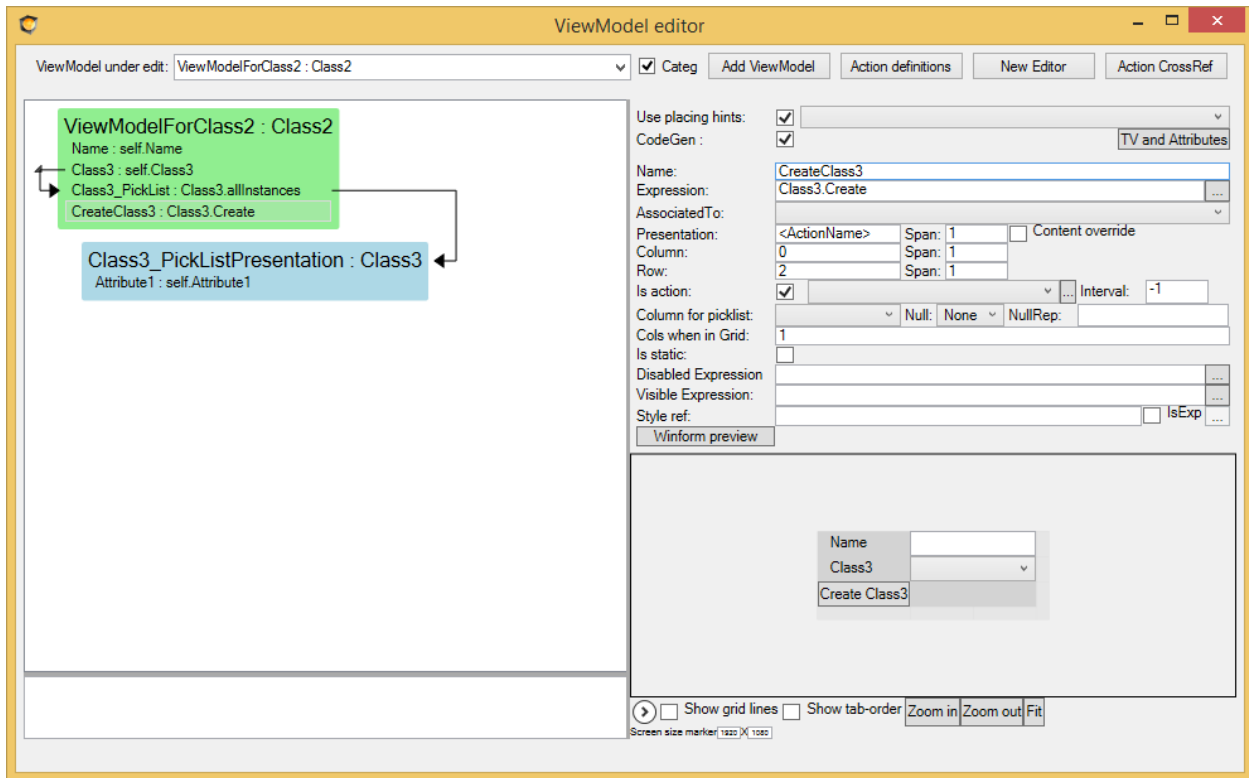 ViewModel editor
ViewModel under edit: ViewModelForClass2 : Class2 Categ Add ViewModel Action definitions New Editor Action CrossRef
ViewModelForClass2 : Class2
Name : self.Name
Class3 : self.Class3
Class3_PickList : Class3.allInstances
CreateClass3 : Class3.Create
Class3_PickListPresentation : Class3
Attribute1 : self.Attribute1
Use placing hints:
CodeGen : TV and Attributes
Name: CreateClass3
Expression: Class3.Create ...
AssociatedTo:
Presentation: <ActionName> Span: 1 Content override
Column: 0 Span: 1
Row: 2 Span: 1
Is action: ... Interval: -1
Column for picklist: Null: None NullRep:
Cols when in Grid: 1
Is static:
Disabled Expression ...
Visible Expression: ...
Style ref: IsExp ...
Winform preview
Name
Class3
Create Class3
Show grid lines Show tab-order Zoom in Zoom out Fit
Screen size marker 1920 X 1080